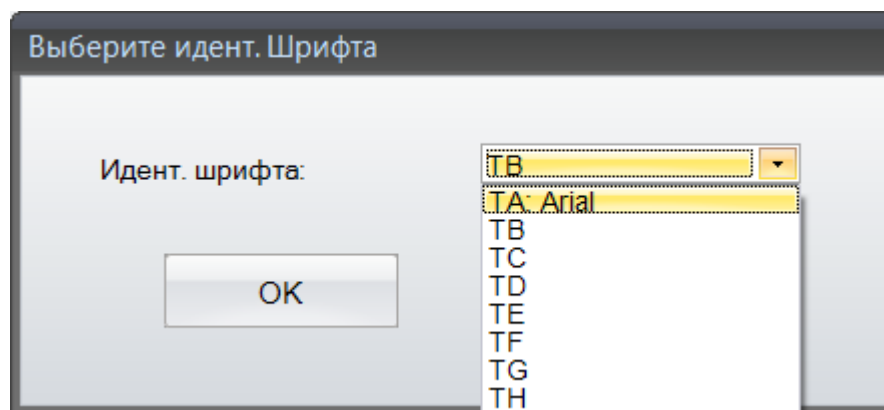 Выберите идент. Шрифта
Идент. шрифта:
TB
TA: Arial
TB
TC
TD
TE
TF
TG
TH
OK